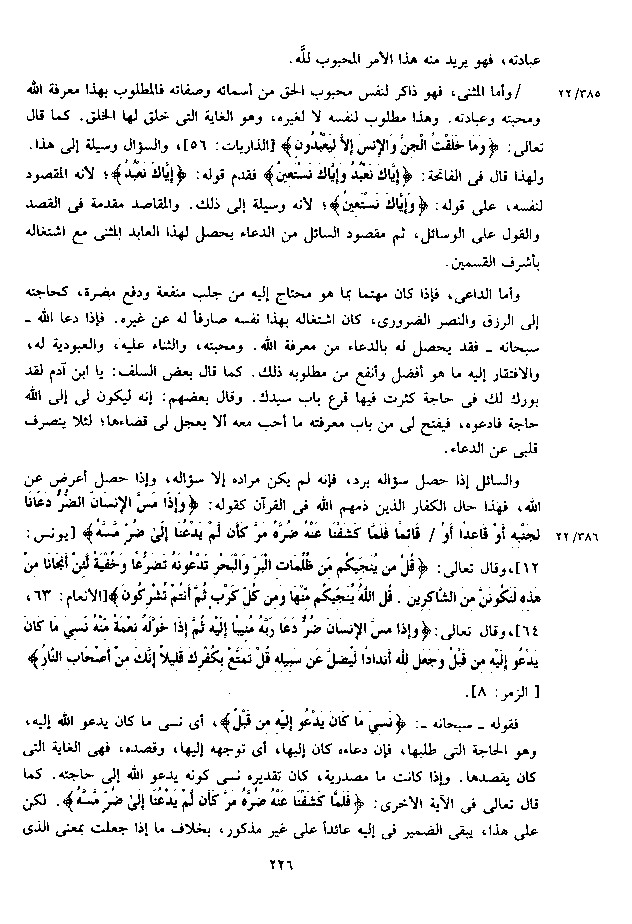 عبادته، فهو يريد منه هذا الأمر المحبوب للَّه.
٢٢/٣٨٥ / وأما المثنى، فهو ذاكر لنفس محبوب الحق من أسمائه وصفاته فالمطلوب بهذا معرفة الله
ومحبته وعبادته. وهذا مطلوب لنفسه لا لغيره، وهو الغاية التى خلق لها الخلق. كما قال
تعالى: ﴿وَمَا خَلَقْتُ الْجِنَّ وَالإِنسَ إِلاَّ لِيَعْبُدُونِ﴾ [الذاريات: ٥٦]، والسؤال وسيلة إلى هذا.
ولهذا قال فى الفاتحة: ﴿إِيَّاكَ نَعْبُدُ وَإِيَّاكَ نَسْتَعِينُ﴾ فقدم قوله: ﴿إِيَّاكَ نَعْبُدُ﴾؛ لأنه المقصود
لنفسه، على قوله: ﴿وَإِيَّاكَ نَسْتَعِينُ﴾؛ لأنه وسيلة إلى ذلك. والمقاصد مقدمة فى القصد
والقول على الوسائل، ثم مقصود السائل من الدعاء يحصل لهذا العابد المثنى مع اشتغاله
بأشرف القسمين.
وأما الداعى، فإذا كان مهتما بما هو محتاج إليه من جلب منفعة ودفع مضرة، كحاجته
إلى الرزق والنصر الضرورى، كان اشتغاله بهذا نفسه صارفاً له عن غيره. فإذا دعا الله ـ
سبحانه ـ فقد يحصل له بالدعاء من معرفة الله. ومحبته، والثناء عليه، والعبودية له،
والافتقار إليه ما هو أفضل وأنفع من مطلوبه ذلك. كما قال بعض السلف: يا ابن آدم لقد
بورك لك فى حاجة كثرت فيها قرع باب سيدك. وقال بعضهم: إنه ليكون لى إلى الله
حاجة فادعوه، فيفتح لى من باب معرفته ما أحب معه ألا يعجل لى قضاءها؛ لئلا ينصرف
قلبى عن الدعاء.
والسائل إذا حصل سؤاله برد، فإنه لم يكن مراده إلا سؤاله، وإذا حصل أعرض عن
الله، فهذا حال الكفار الذين ذمهم الله فى القرآن كقوله: ﴿وَإِذَا مَسَّ الإِنسَانَ الضُّرُّ دَعَانَا
٢٢/٣٨٦ لِجَنبِهِ أَوْ قَاعِدًا أَوْ / قَائِمًا فَلَمَّا كَشَفْنَا عَنْهُ ضُرَّهُ مَرَّ كَأَن لَّمْ يَدْعُنَا إِلَىٰ ضُرٍّ مَّسَّهُ﴾ [يونس:
١٢]، وقال تعالى: ﴿قُلْ مَن يُنَجِّيكُم مِّن ظُلُمَاتِ الْبَرِّ وَالْبَحْرِ تَدْعُونَهُ تَضَرُّعًا وَخُفْيَةً لَّئِنْ أَنجَانَا مِنْ
هَذِهِ لَنَكُونَنَّ مِنَ الشَّاكِرِينَ . قُلِ اللَّهُ يُنَجِّيكُم مِّنْهَا وَمِن كُلِّ كَرْبٍ ثُمَّ أَنتُمْ تُشْرِكُونَ﴾[الأنعام: ٦٣،
٦٤]، وقال تعالى: ﴿وَإِذَا مَسَّ الإِنسَانَ ضُرٌّ دَعَا رَبَّهُ مُنِيبًا إِلَيْهِ ثُمَّ إِذَا خَوَّلَهُ نِعْمَةً مِّنْهُ نَسِيَ مَا كَانَ
يَدْعُو إِلَيْهِ مِن قَبْلُ وَجَعَلَ لِلَّهِ أَندَادًا لِّيُضِلَّ عَن سَبِيلِهِ قُلْ تَمَتَّعْ بِكُفْرِكَ قَلِيلاً إِنَّكَ مِنْ أَصْحَابِ النَّارِ﴾
[ الزمر: ٨].
فقوله ـ سبحانه ـ: ﴿نَسِيَ مَا كَانَ يَدْعُو إِلَيْهِ مِن قَبْلُ﴾، أى نسى ما كان يدعو الله إليه،
وهو الحاجة التى طلبها، فإن دعاءه كان إليها، أى توجهه إليها، وقصده، فهى الغاية التى
كان يقصدها. وإذا كانت ما مصدرية، كان تقديره نسى كونه يدعو الله إلى حاجته. كما
قال تعالى فى الآية الأخرى: ﴿فَلَمَّا كَشَفْنَا عَنْهُ ضُرَّهُ مَرَّ كَأَن لَّمْ يَدْعُنَا إِلَىٰ ضُرٍّ مَّسَّهُ﴾. لكن
على هذا، يبقى الضمير فى إليه عائداً على غير مذكور، بخلاف ما إذا جعلت بمعنى الذى
٢٢٦